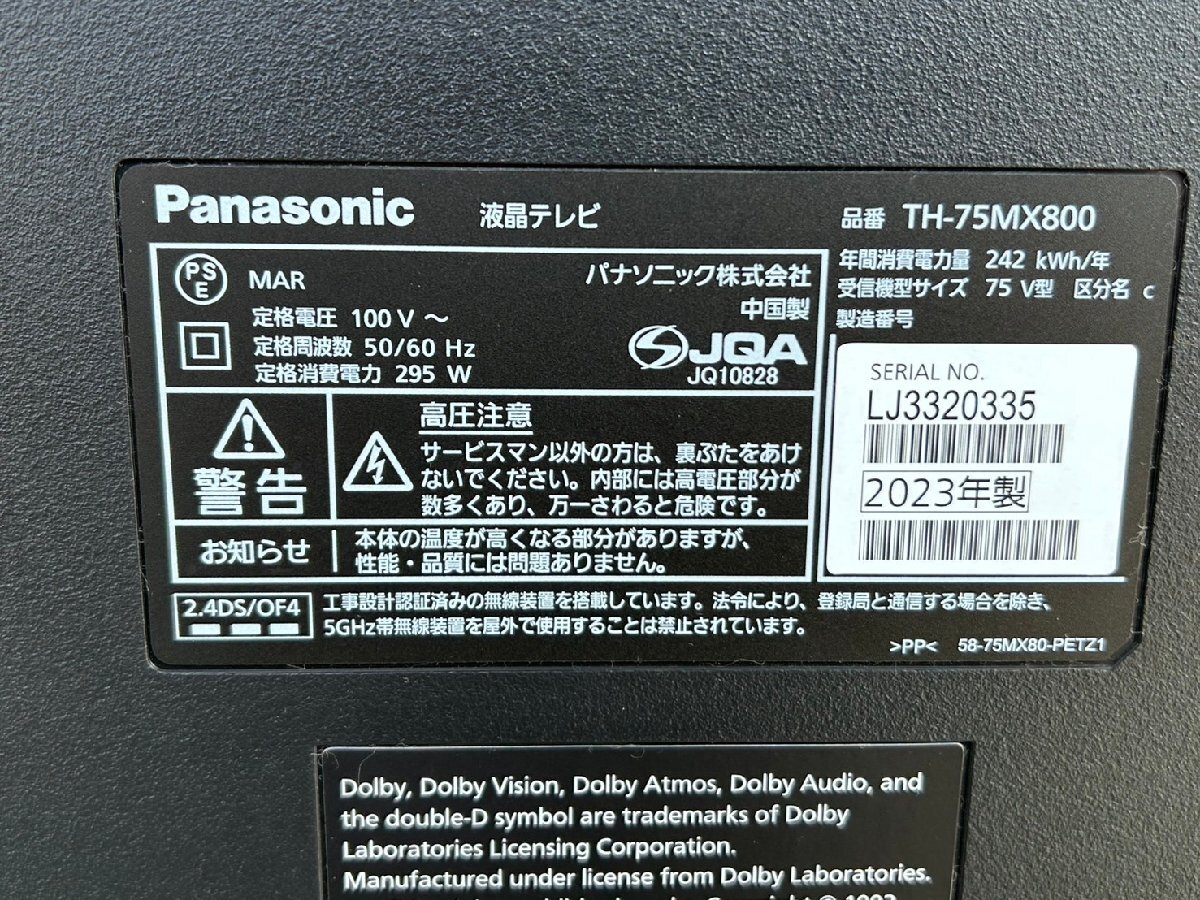 Panasonic 液晶テレビ 品番 TH-75MX800
PS
E
MAR
定格電圧 100 V ～
定格周波数 50/60 Hz
定格消費電力 295 W
パナソニック株式会社
中国製
JQA
JQ10828
年間消費電力量 242 kWh/年
受信機型サイズ 75 V型 区分名 c
製造番号
SERIAL NO.
LJ3320335
2023年製
警告
高圧注意
サービスマン以外の方は、裏ぶたをあけ
ないでください。内部には高電圧部分が
数多くあり、万一さわると危険です。
お知らせ
本体の温度が高くなる部分がありますが、
性能・品質には問題ありません。
2.4DS/OF4
工事設計認証済みの無線装置を搭載しています。法令により、登録局と通信する場合を除き、
5GHz帯無線装置を屋外で使用することは禁止されています。
>PP< 58-75MX80-PETZ1
Dolby, Dolby Vision, Dolby Atmos, Dolby Audio, and
the double-D symbol are trademarks of Dolby
Laboratories Licensing Corporation.
Manufactured under license from Dolby Laboratories.